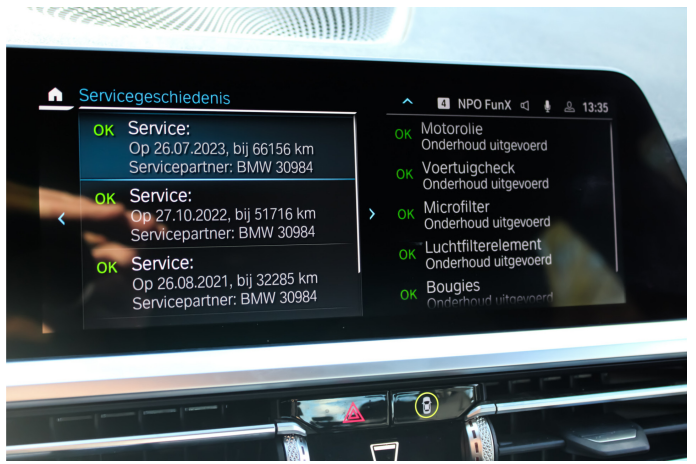 Servicegeschiedenis
4 NPO FunX 13:35
OK Service:
Op 26.07.2023, bij 66156 km
Servicepartner: BMW 30984
OK Service:
Op 27.10.2022, bij 51716 km
Servicepartner: BMW 30984
OK Service:
Op 26.08.2021, bij 32285 km
Servicepartner: BMW 30984
OK Motorolie
Onderhoud uitgevoerd
OK Voertuigcheck
Onderhoud uitgevoerd
OK Microfilter
Onderhoud uitgevoerd
OK Luchtfilterelement
Onderhoud uitgevoerd
OK Bougies
Onderhoud uitgevoerd